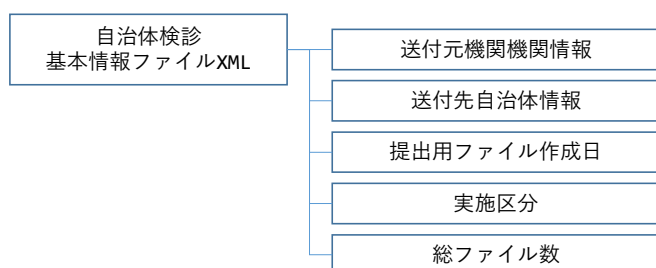 自治体検診
基本情報ファイルXML
送付元機関機関情報
送付先自治体情報
提出用ファイル作成日
実施区分
総ファイル数